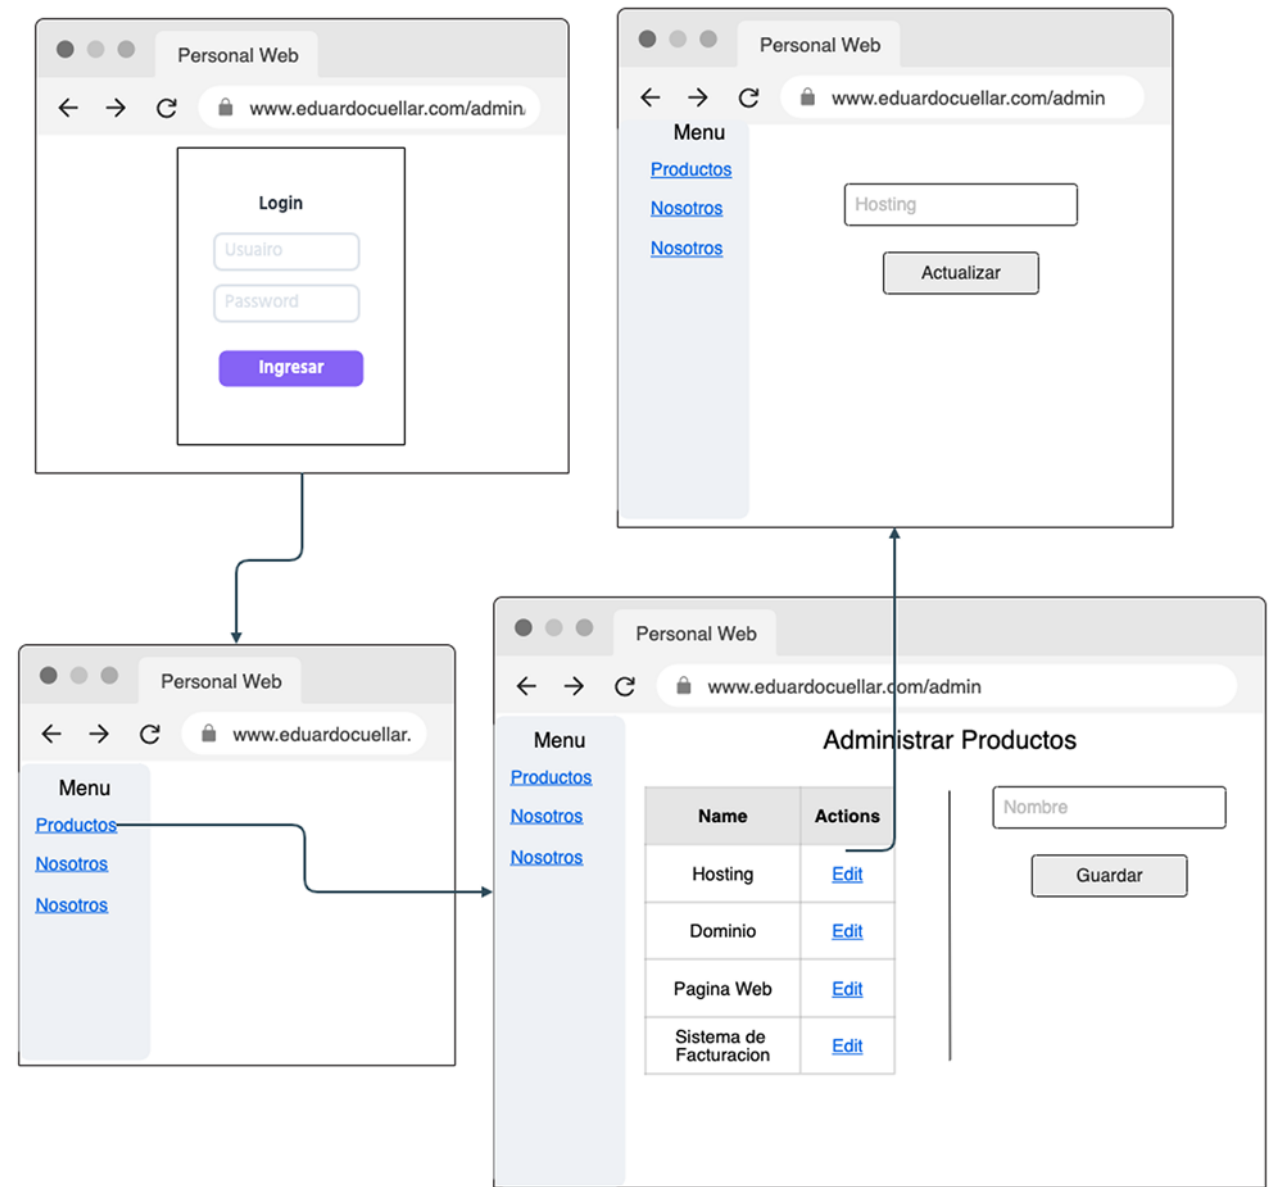 Personal Web
www.eduardocuellar.com/admin
Login
Usuairo
Password
Ingresar
Personal Web
www.eduardocuellar.com/admin
Menu
Productos
Nosotros
Nosotros
Hosting
Actualizar
Personal Web
www.eduardocuellar.
Menu
Productos
Nosotros
Nosotros
Personal Web
www.eduardocuellar.com/admin
Menu
Productos
Nosotros
Nosotros
Administrar Productos
Name Actions
Hosting Edit
Dominio Edit
Pagina Web Edit
Sistema de
Facturacion Edit
Nombre
Guardar